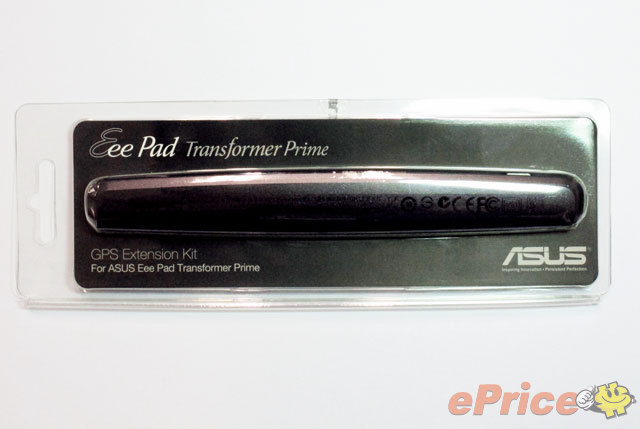 Eee Pad Transformer Prime
GPS Extension Kit
For ASUS Eee Pad Transformer Prime
ASUS
Inspiring Innovation • Persistent Perfection
ePrice